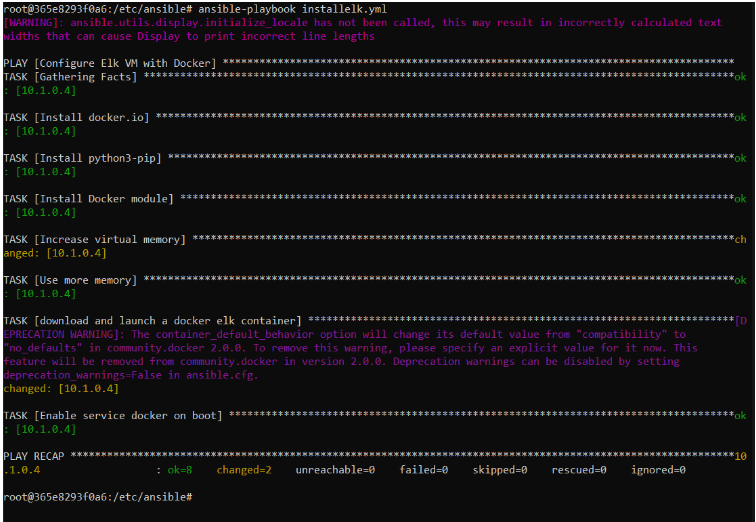 root@365e8293f0a6:/etc/ansible# ansible-playbook installelk.yml
[WARNING]: ansible.utils.display.initialize_locale has not been called, this may result in incorrectly calculated text
widths that can cause Display to print incorrect line lengths
PLAY [Configure Elk VM with Docker] *************************************************************************************
TASK [Gathering Facts] **************************************************************************************************ok
: [10.1.0.4]
TASK [Install docker.io] ************************************************************************************************ok
: [10.1.0.4]
TASK [Install python3-pip] **********************************************************************************************ok
: [10.1.0.4]
TASK [Install Docker module] ********************************************************************************************ok
: [10.1.0.4]
TASK [Increase virtual memory] ******************************************************************************************ch
anged: [10.1.0.4]
TASK [Use more memory] **************************************************************************************************ok
: [10.1.0.4]
TASK [download and launch a docker elk container] ***********************************************************************[D
EPRECATION WARNING]: The container_default_behavior option will change its default value from "compatibility" to
"no_defaults" in community.docker 2.0.0. To remove this warning, please specify an explicit value for it now. This
feature will be removed from community.docker in version 2.0.0. Deprecation warnings can be disabled by setting
deprecation_warnings=False in ansible.cfg.
changed: [10.1.0.4]
TASK [Enable service docker on boot] ************************************************************************************ok
: [10.1.0.4]
PLAY RECAP **************************************************************************************************************10
.1.0.4 : ok=8 changed=2 unreachable=0 failed=0 skipped=0 rescued=0 ignored=0
root@365e8293f0a6:/etc/ansible#